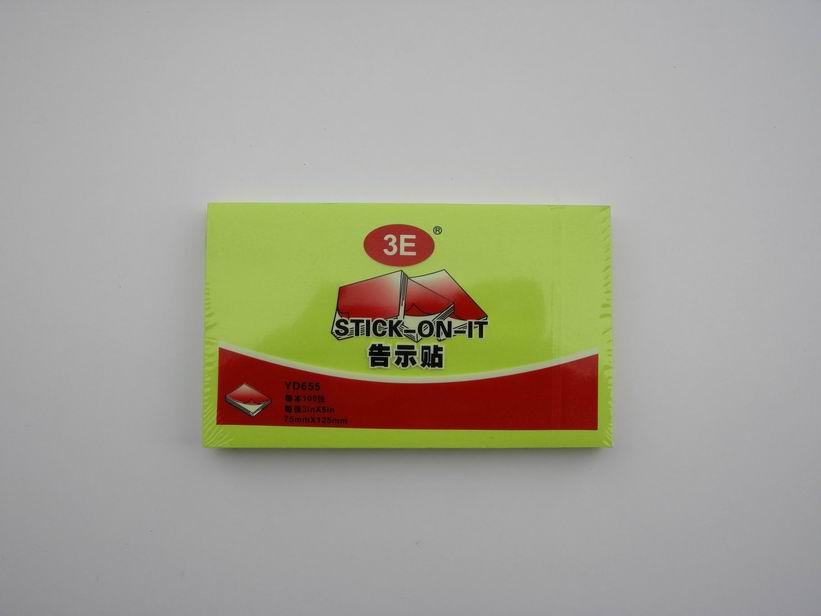 3E®
STICK-ON-IT
告示贴
YD655
每本100张
每张3inX5in
75mmX125mm